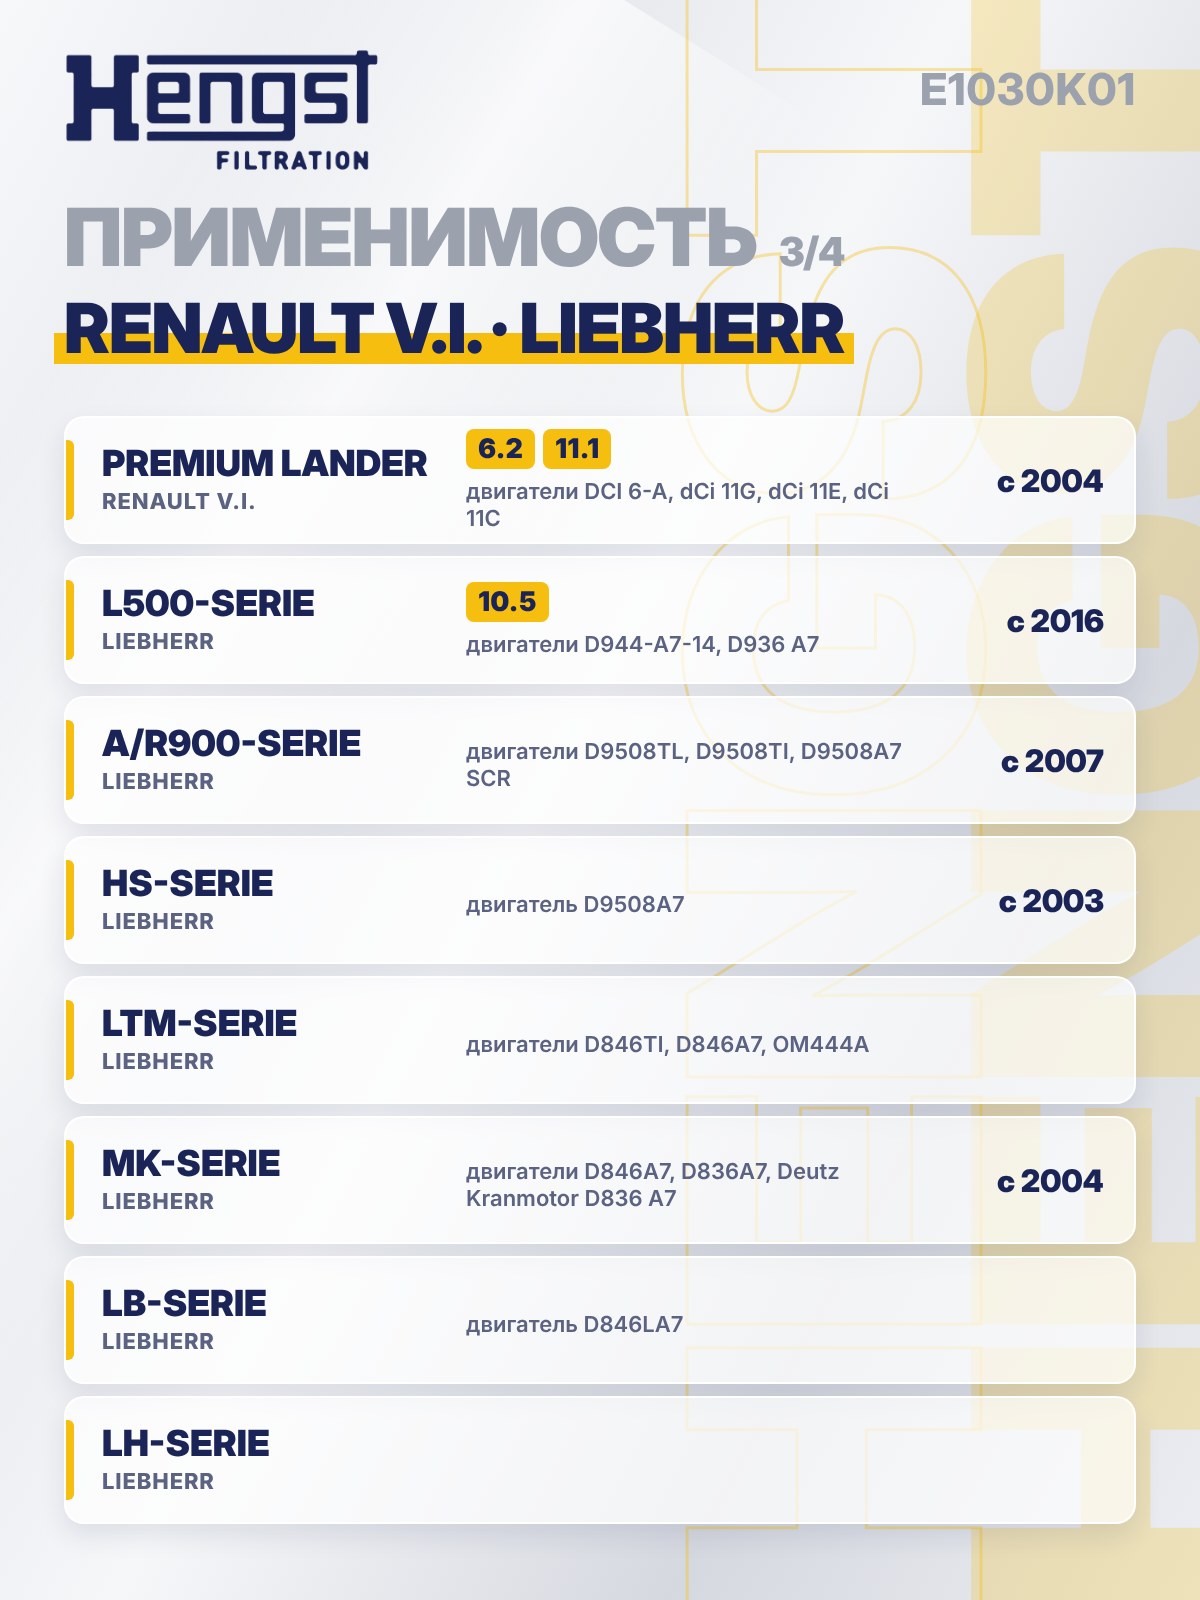 Hengst
FILTRATION
E1030K01
ПРИМЕНИМОСТЬ 3/4
RENAULT V.I. · LIEBHERR
PREMIUM LANDER
RENAULT V.I.
6.2 11.1
двигатели DCI 6-A, dCi 11G, dCi 11E, dCi
11C
с 2004
L500-SERIE
LIEBHERR
10.5
двигатели D944-A7-14, D936 A7
с 2016
A/R900-SERIE
LIEBHERR
двигатели D9508TL, D9508TI, D9508A7
SCR
с 2007
HS-SERIE
LIEBHERR
двигатель D9508A7
с 2003
LTM-SERIE
LIEBHERR
двигатели D846TI, D846A7, OM444A
MK-SERIE
LIEBHERR
двигатели D846A7, D836A7, Deutz
Kranmotor D836 A7
с 2004
LB-SERIE
LIEBHERR
двигатель D846LA7
LH-SERIE
LIEBHERR
HENGST
HENGST